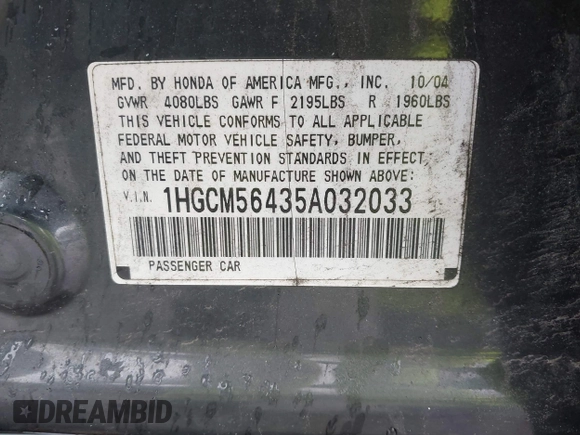 MFD. BY HONDA OF AMERICA MFG., INC. 10/04
GVWR 4080LBS GAWR F 2195LBS R 1960LBS
THIS VEHICLE CONFORMS TO ALL APPLICABLE
FEDERAL MOTOR VEHICLE SAFETY, BUMPER,
AND THEFT PREVENTION STANDARDS IN EFFECT
ON THE DATE OF MANUFACTURE SHOWN ABOVE:
V.I.N. 1HGCM56435A032033
PASSENGER CAR
DREAMBID